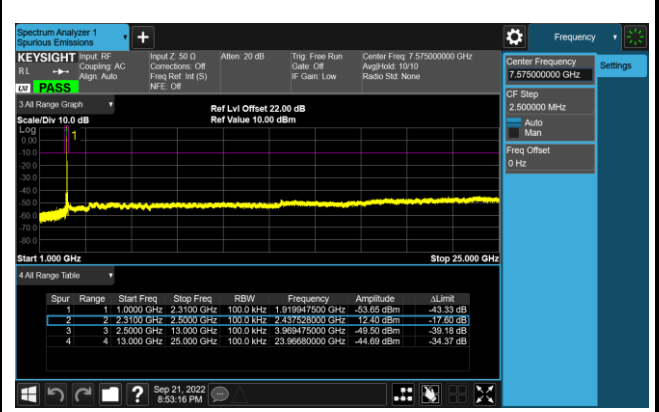 Spectrum Analyzer 1
Spurious Emissions
+
Frequency
KEYSIGHT
R L
LXI PASS
Input: RF
Coupling: AC
Align: Auto
Input Z: 50 Ω
Corrections: Off
Freq Ref: Int (S)
NFE: Off
Atten: 20 dB
Trig: Free Run
Gate: Off
IF Gain: Low
Center Freq: 7.575000000 GHz
Avg|Hold: 10/10
Radio Std: None
Center Frequency
7.575000000 GHz
Settings
CF Step
2.500000 MHz
Auto
Man
Freq Offset
0 Hz
3 All Range Graph
Scale/Div 10.0 dB
Ref Lvl Offset 22.00 dB
Ref Value 10.00 dBm
Log
1
0.00
-10.0
-20.0
-30.0
-40.0
-50.0
-60.0
-70.0
-80.0
Start 1.000 GHz
Stop 25.000 GHz
4 All Range Table
Spur Range Start Freq Stop Freq RBW Frequency Amplitude ΔLimit
1 1 1.0000 GHz 2.3100 GHz 100.0 kHz 1.919947500 GHz -53.65 dBm -43.33 dB
2 2 2.3100 GHz 2.5000 GHz 100.0 kHz 2.437528000 GHz 12.40 dBm -17.60 dB
3 3 2.5000 GHz 13.000 GHz 100.0 kHz 3.969475000 GHz -49.50 dBm -39.18 dB
4 4 13.000 GHz 25.000 GHz 100.0 kHz 23.96680000 GHz -44.69 dBm -34.37 dB
?
Sep 21, 2022
8:53:16 PM